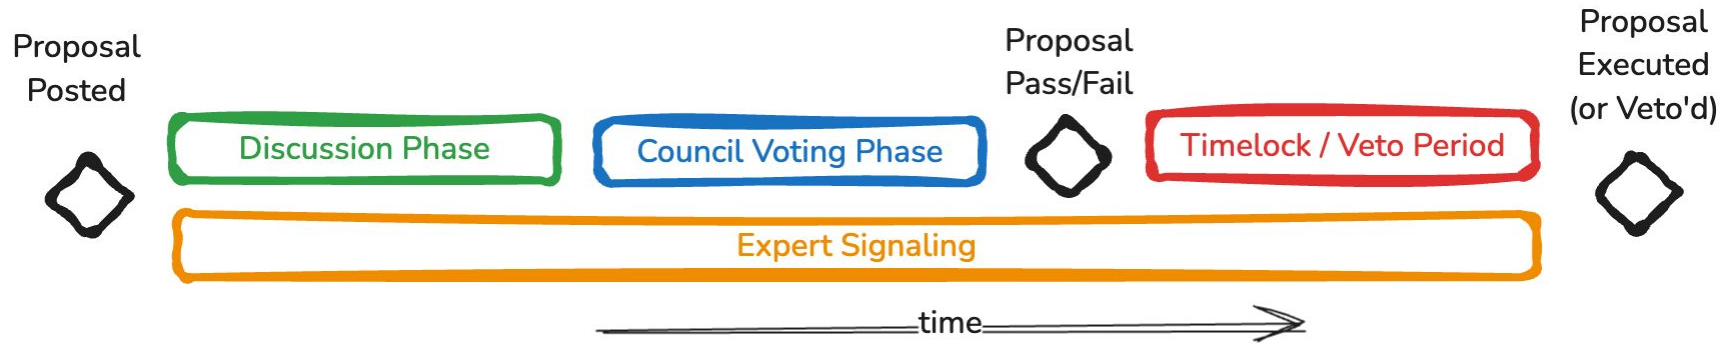 Proposal
Posted
Discussion Phase
Council Voting Phase
Proposal
Pass/Fail
Timelock / Veto Period
Proposal
Executed
(or Veto'd)
Expert Signaling
time